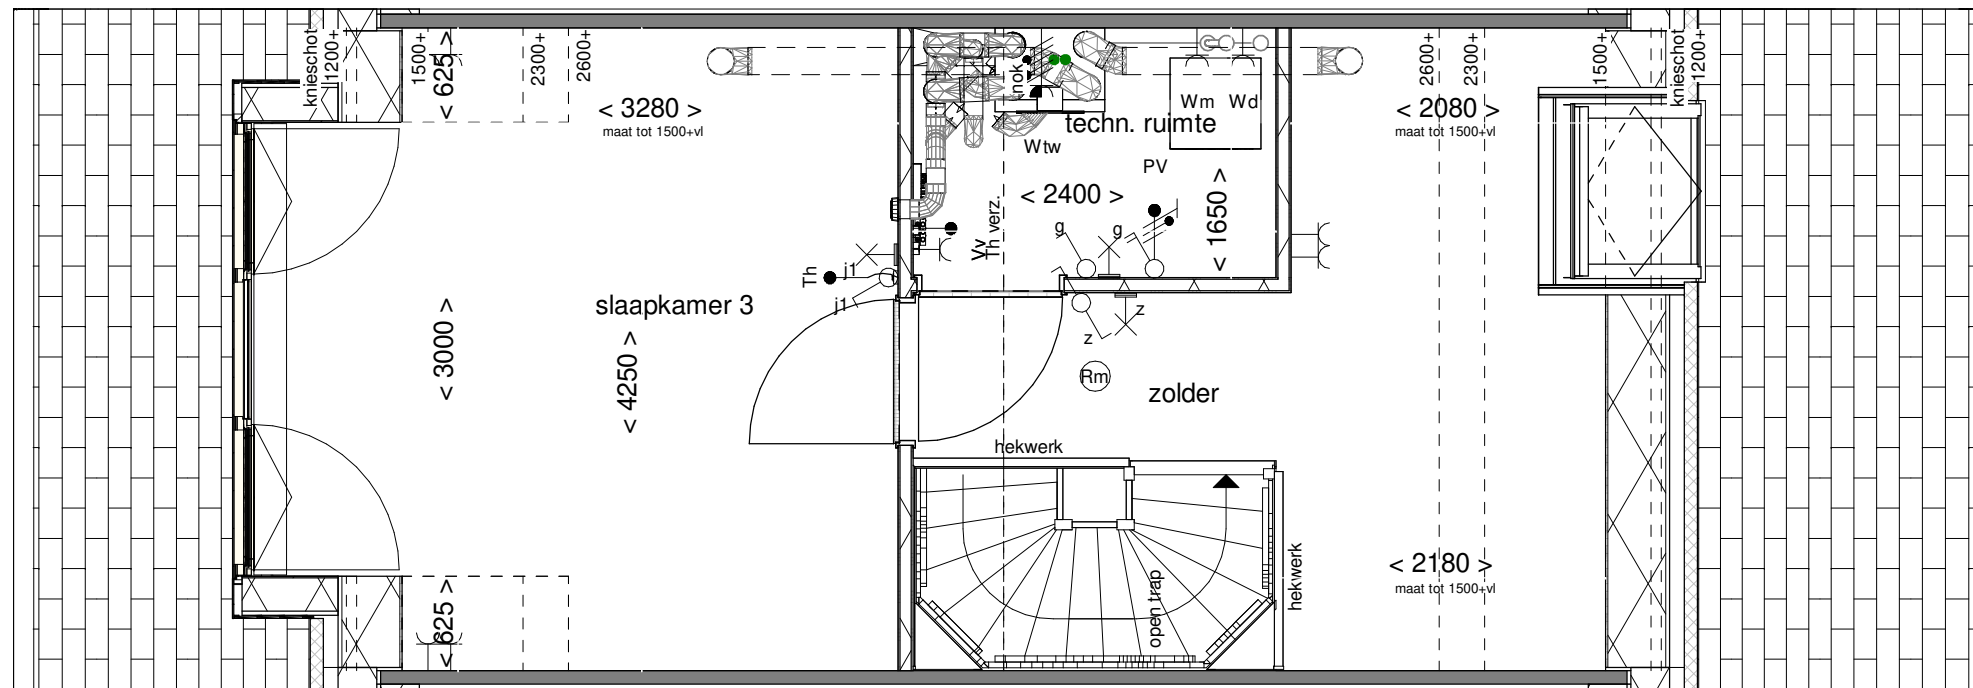 knieschot
1200+
1500+
< 625 >
2300+
2600+
< 3280 >
maat tot 1500+vl
nok
Wm
Wd
techn. ruimte
Wtw
PV
< 2400 >
< 1650 >
2600+
2300+
1500+
knieschot
1200+
< 2080 >
maat tot 1500+vl
Vv
Th verz.
g
g
Th
j1
j1
slaapkamer 3
< 3000 >
< 4250 >
z
z
Rm
zolder
hekwerk
open trap
hekwerk
< 2180 >
maat tot 1500+vl
< 625 >